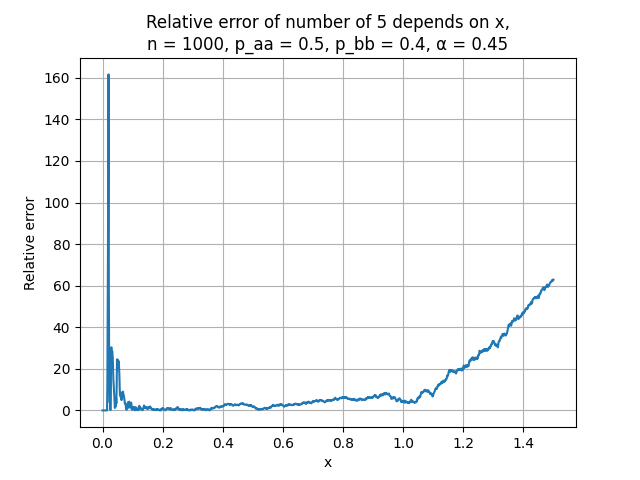 Relative error of number of 5 depends on x,
n = 1000, p_aa = 0.5, p_bb = 0.4, α = 0.45
160
140
120
100
80
60
40
20
0
Relative error
0.0 0.2 0.4 0.6 0.8 1.0 1.2 1.4
x